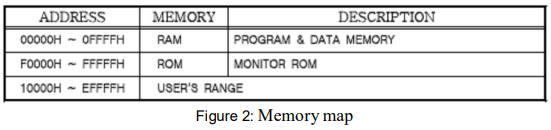 ADDRESS MEMORY DESCRIPTION
00000H ~ 0FFFFH RAM PROGRAM & DATA MEMORY
F0000H ~ FFFFFH ROM MONITOR ROM
10000H ~ EFFFFH USER'S RANGE
Figure 2: Memory map